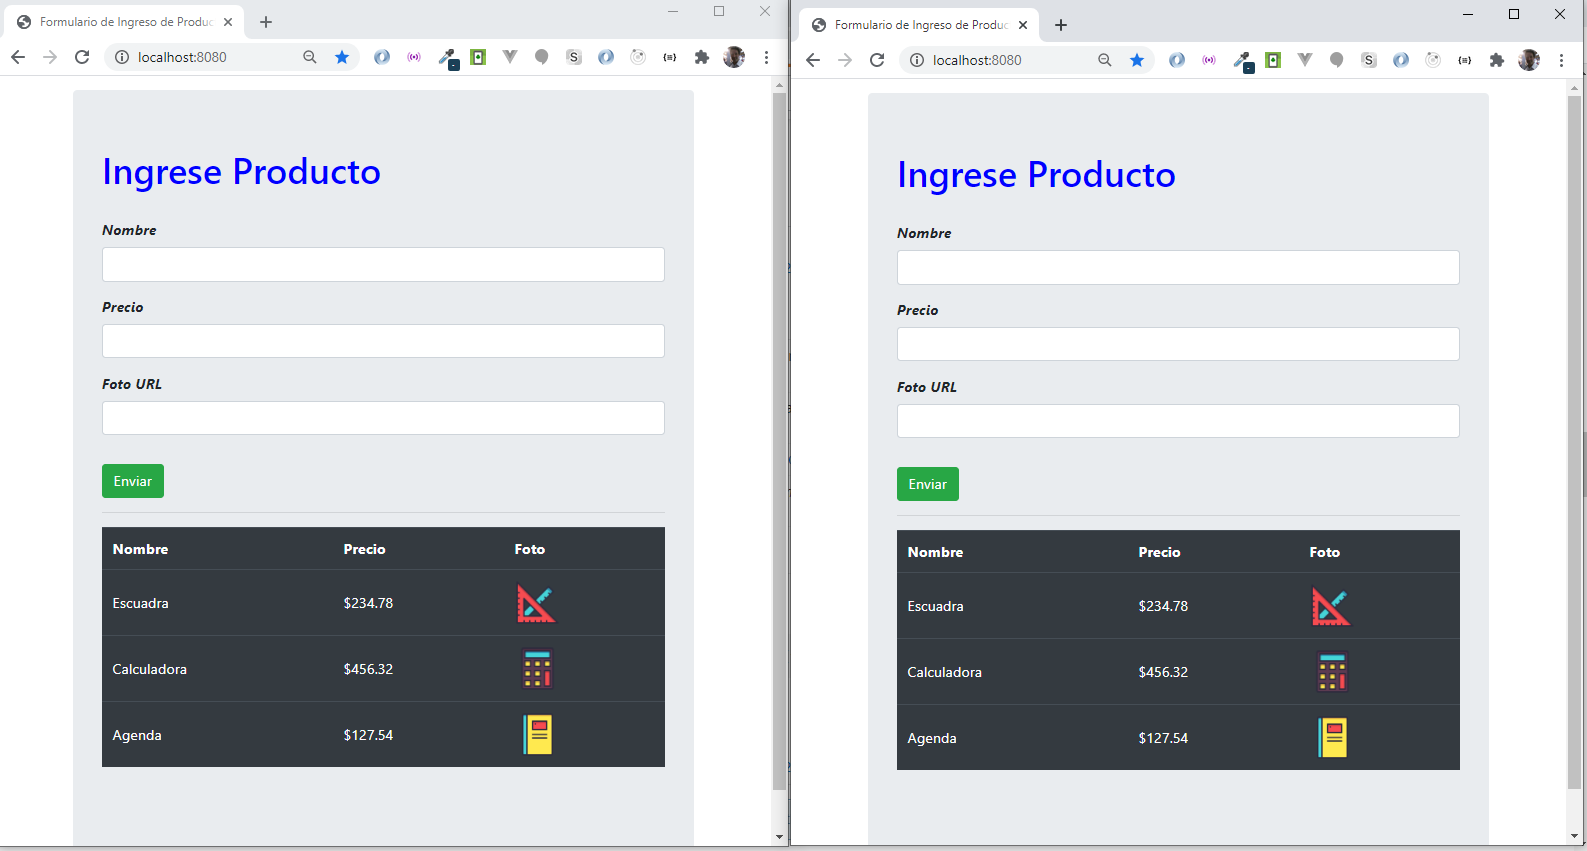 Formulario de Ingreso de Produc
localhost:8080
Ingrese Producto
Nombre
Precio
Foto URL
Enviar
Nombre Precio Foto
Escuadra $234.78
Calculadora $456.32
Agenda $127.54
Formulario de Ingreso de Produc
localhost:8080
Ingrese Producto
Nombre
Precio
Foto URL
Enviar
Nombre Precio Foto
Escuadra $234.78
Calculadora $456.32
Agenda $127.54